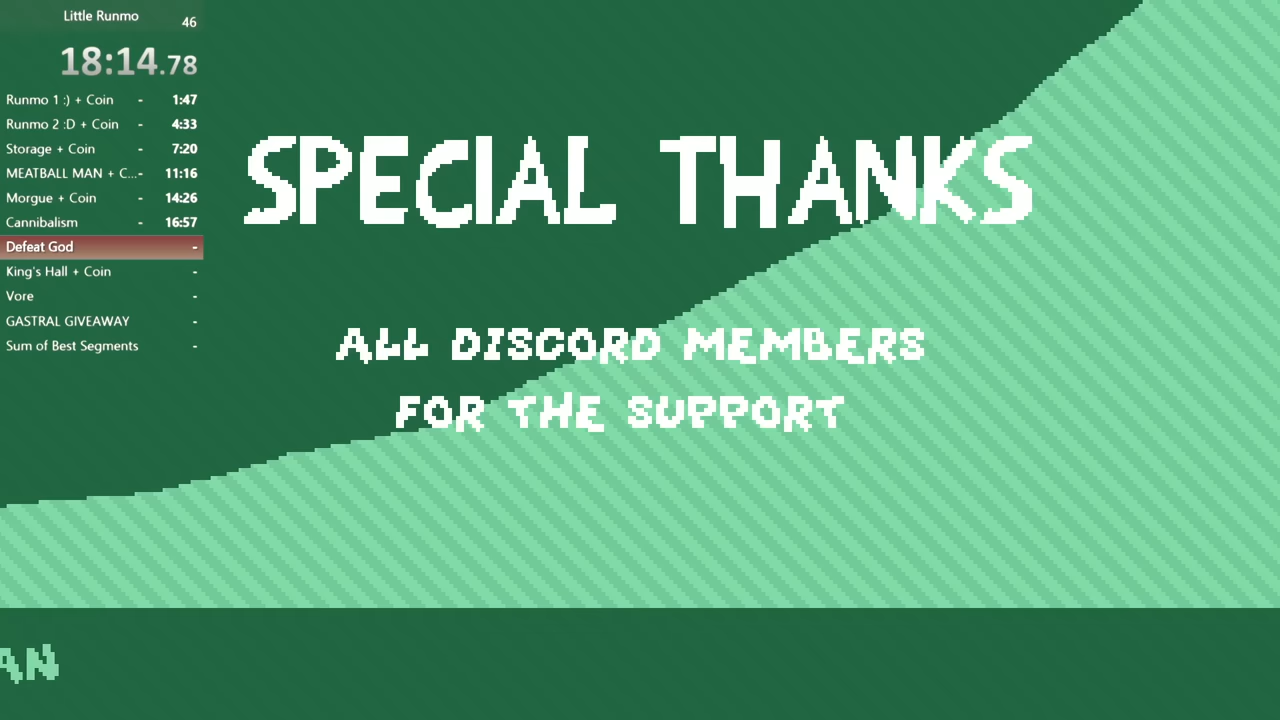 Little Runmo
46
18:14.78
Runmo 1 :) + Coin - 1:47
Runmo 2 :D + Coin - 4:33
Storage + Coin - 7:20
MEATBALL MAN + C... - 11:16
Morgue + Coin - 14:26
Cannibalism - 16:57
Defeat God -
King's Hall + Coin -
Vore -
GASTRAL GIVEAWAY -
Sum of Best Segments -
SPECIAL THANKS
ALL DISCORD MEMBERS
FOR THE SUPPORT
AN